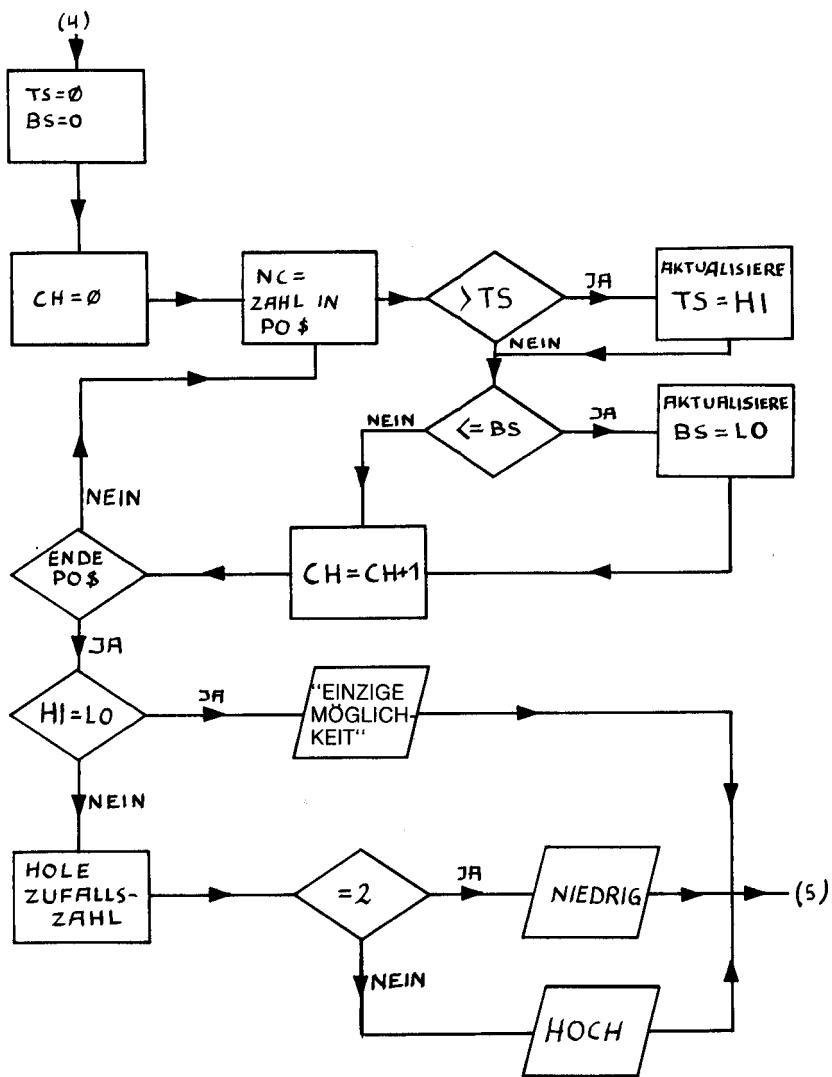 (4)
TS=Ø
BS=0
CH=Ø
NC=
ZAHL IN
PO$
>TS
JA
AKTUALISIERE
TS=HI
NEIN
<=BS
NEIN
JA
AKTUALISIERE
BS=LO
CH=CH+1
NEIN
ENDE
PO$
JA
HI=LO
JA
"EINZIGE
MÖGLICH-
KEIT"
NEIN
HOLE
ZUFALLS-
ZAHL
=2
JA
NIEDRIG
(5)
NEIN
HOCH